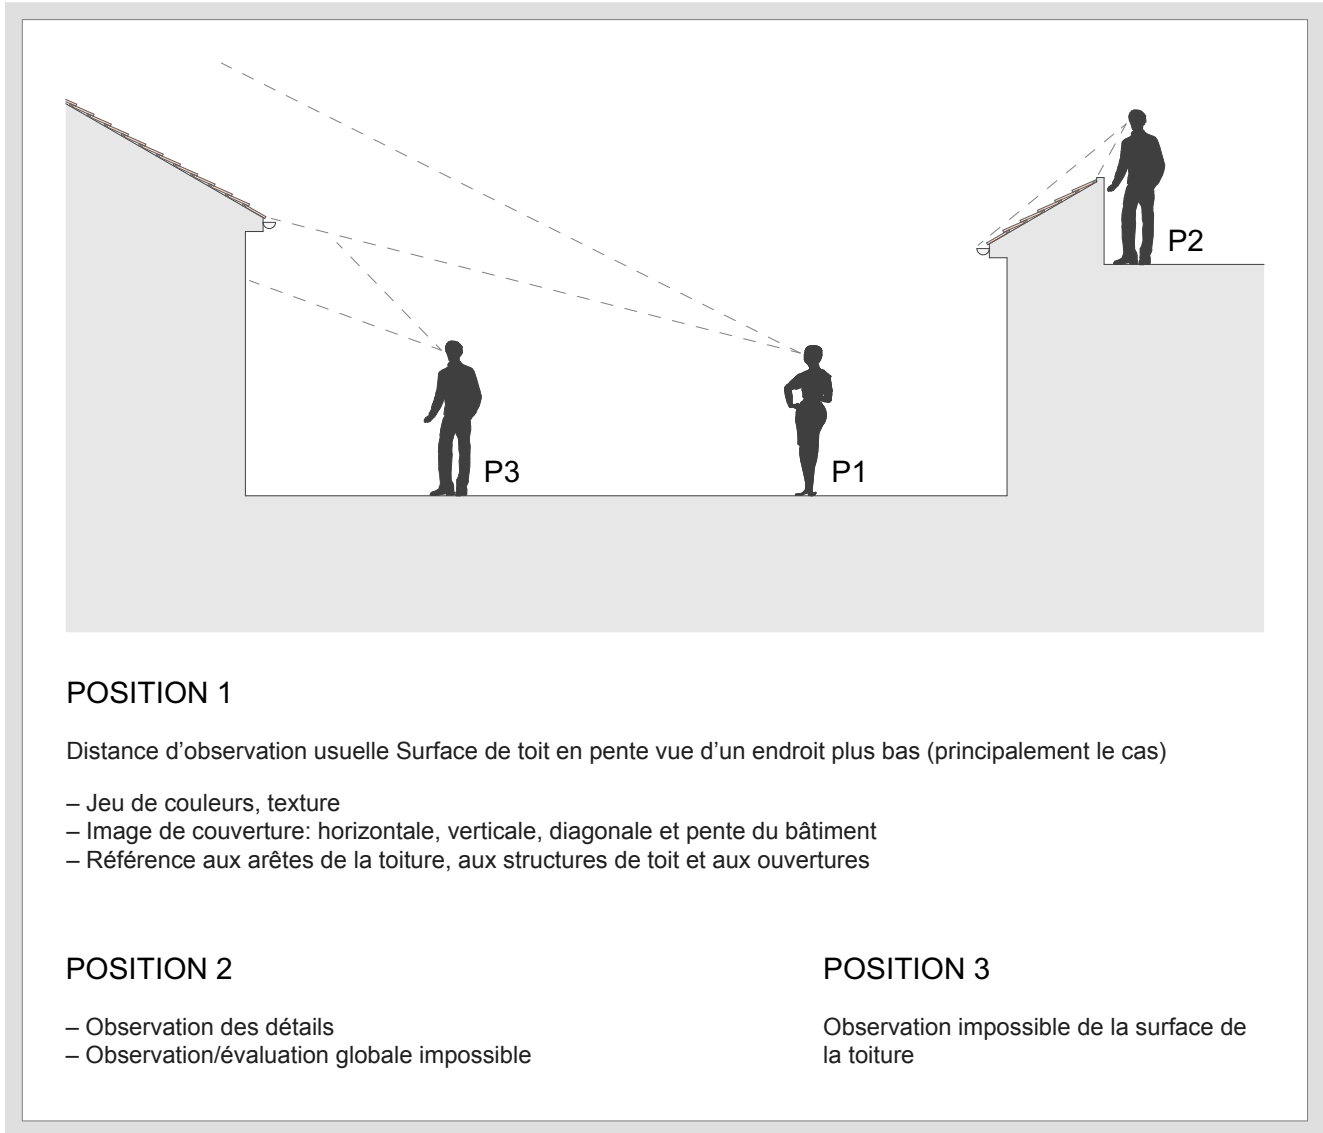 P2
P3
P1
POSITION 1
Distance d’observation usuelle Surface de toit en pente vue d’un endroit plus bas (principalement le cas)
– Jeu de couleurs, texture
– Image de couverture: horizontale, verticale, diagonale et pente du bâtiment
– Référence aux arêtes de la toiture, aux structures de toit et aux ouvertures
POSITION 2
– Observation des détails
– Observation/évaluation globale impossible
POSITION 3
Observation impossible de la surface de
la toiture